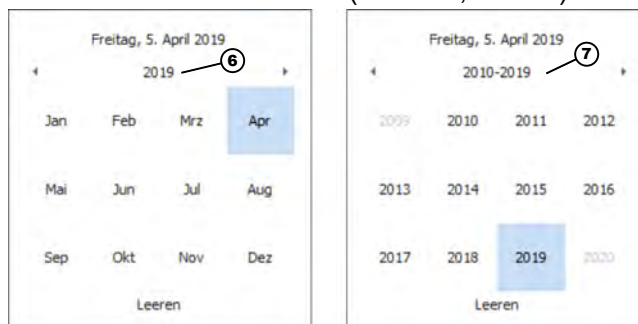 Freitag, 5. April 2019
2019
6
Jan Feb Mrz Apr
Mai Jun Jul Aug
Sep Okt Nov Dez
Leeren
Freitag, 5. April 2019
2010-2019
7
2009 2010 2011 2012
2013 2014 2015 2016
2017 2018 2019 2020
Leeren